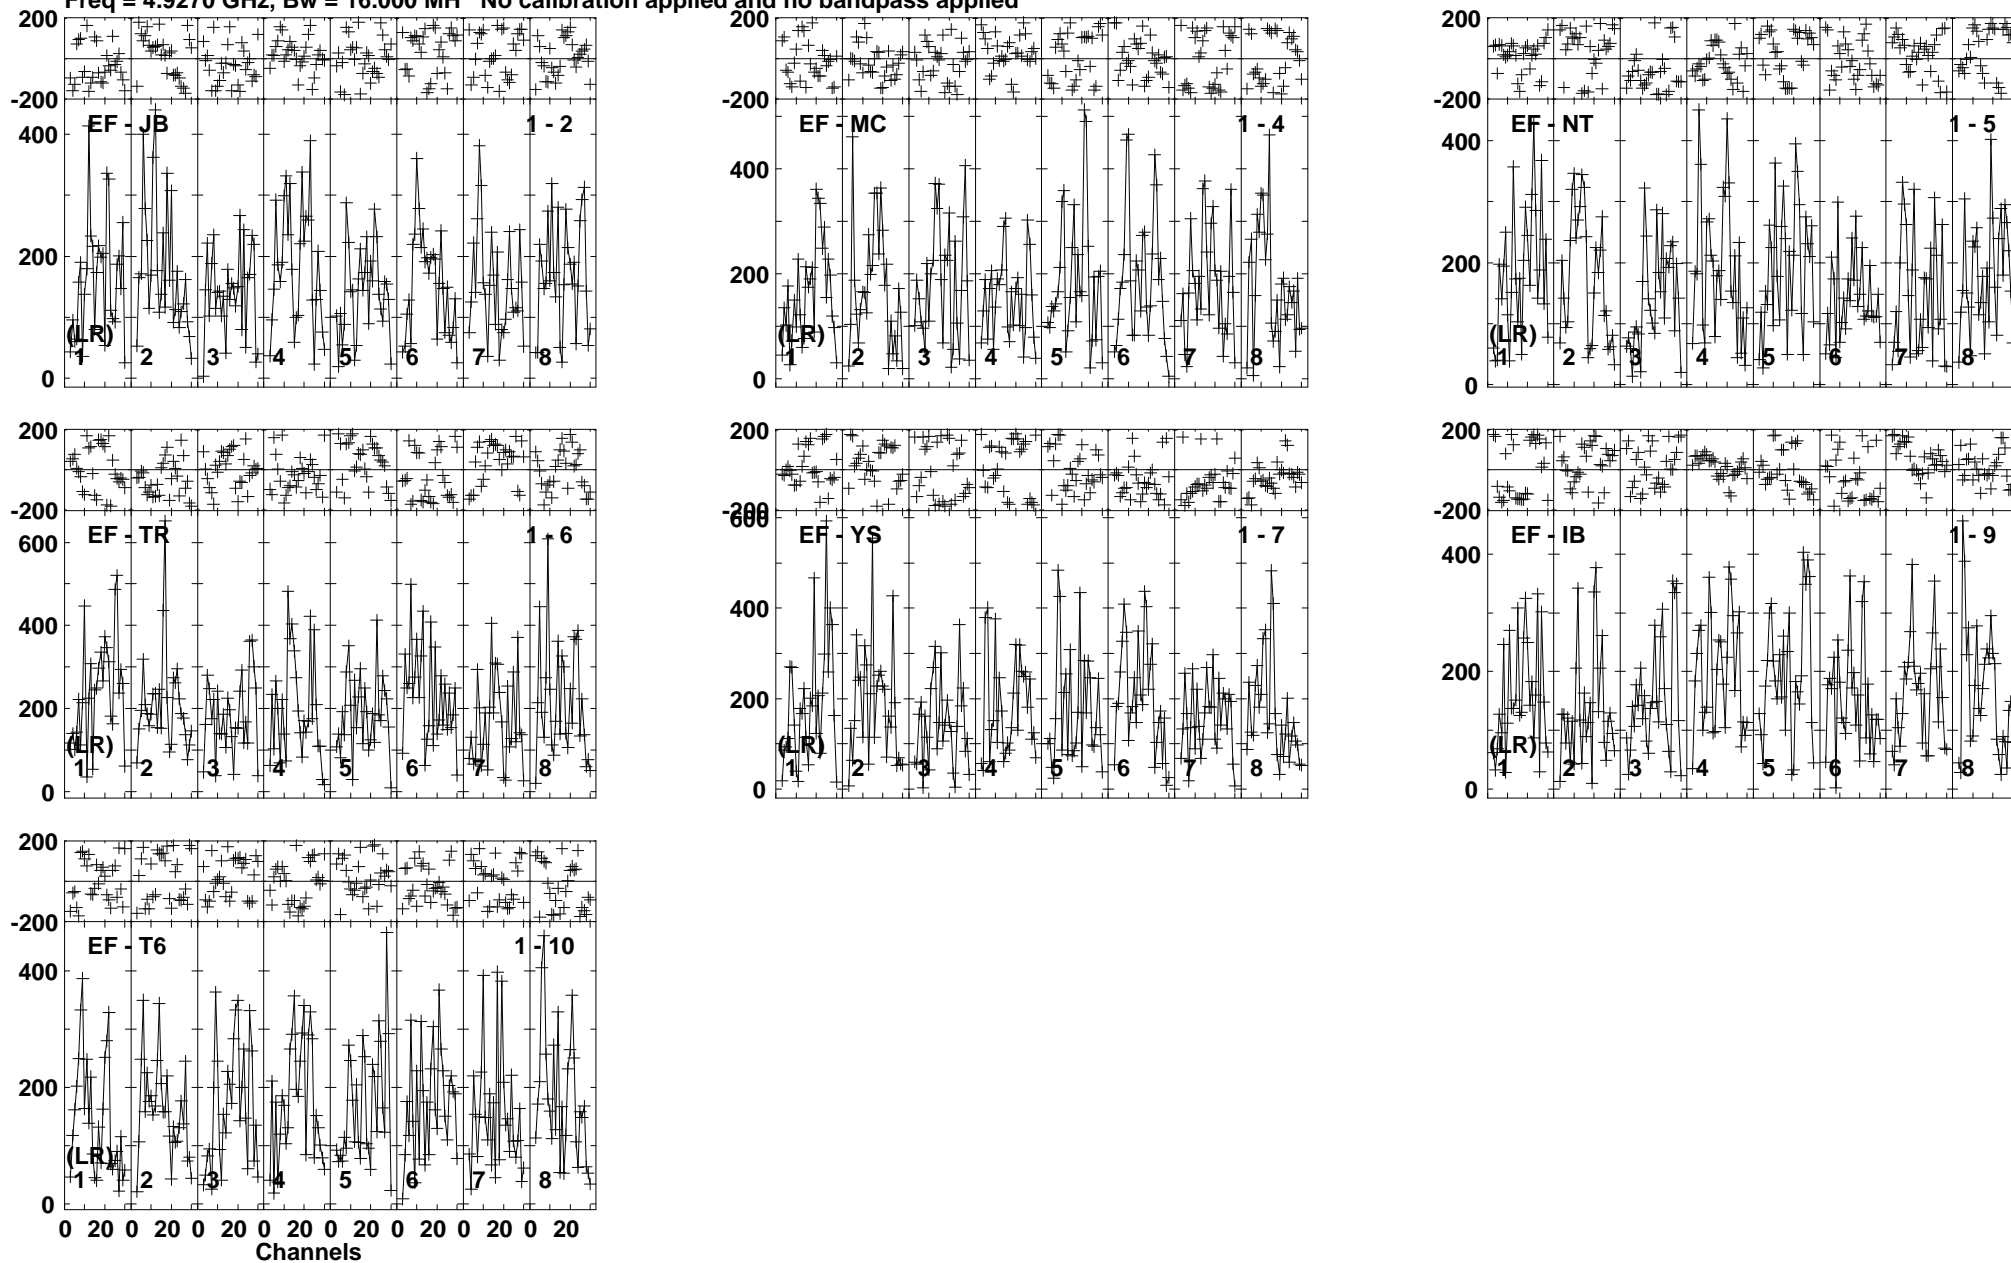 Freq = 4.9270 GHz, Bw = 16.000 MH No calibration applied and no bandpass applied
200 200 200
-200 -200 -200
EF - JB 1 - 2 EF - MC 1 - 4 EF - NT 1 - 5
400 400 400
200 200 200
(LR) (LR) (LR)
1 2 3 4 5 6 7 8 1 2 3 4 5 6 7 8 1 2 3 4 5 6 7 8
0 0 0
200 200 200
-200 -200 -200
EF - TR 1 - 6 EF - YS 1 - 7 EF - IB 1 - 9
600 600
400 400 400
200 200 200
(LR) (LR) (LR)
1 2 3 4 5 6 7 8 1 2 3 4 5 6 7 8 1 2 3 4 5 6 7 8
0 0 0
200
-200
EF - T6 1 - 10
400
200
(LR)
1 2 3 4 5 6 7 8
0
0 20 0 20 0 20 0 20 0 20 0 20 0 20 0 20
Channels